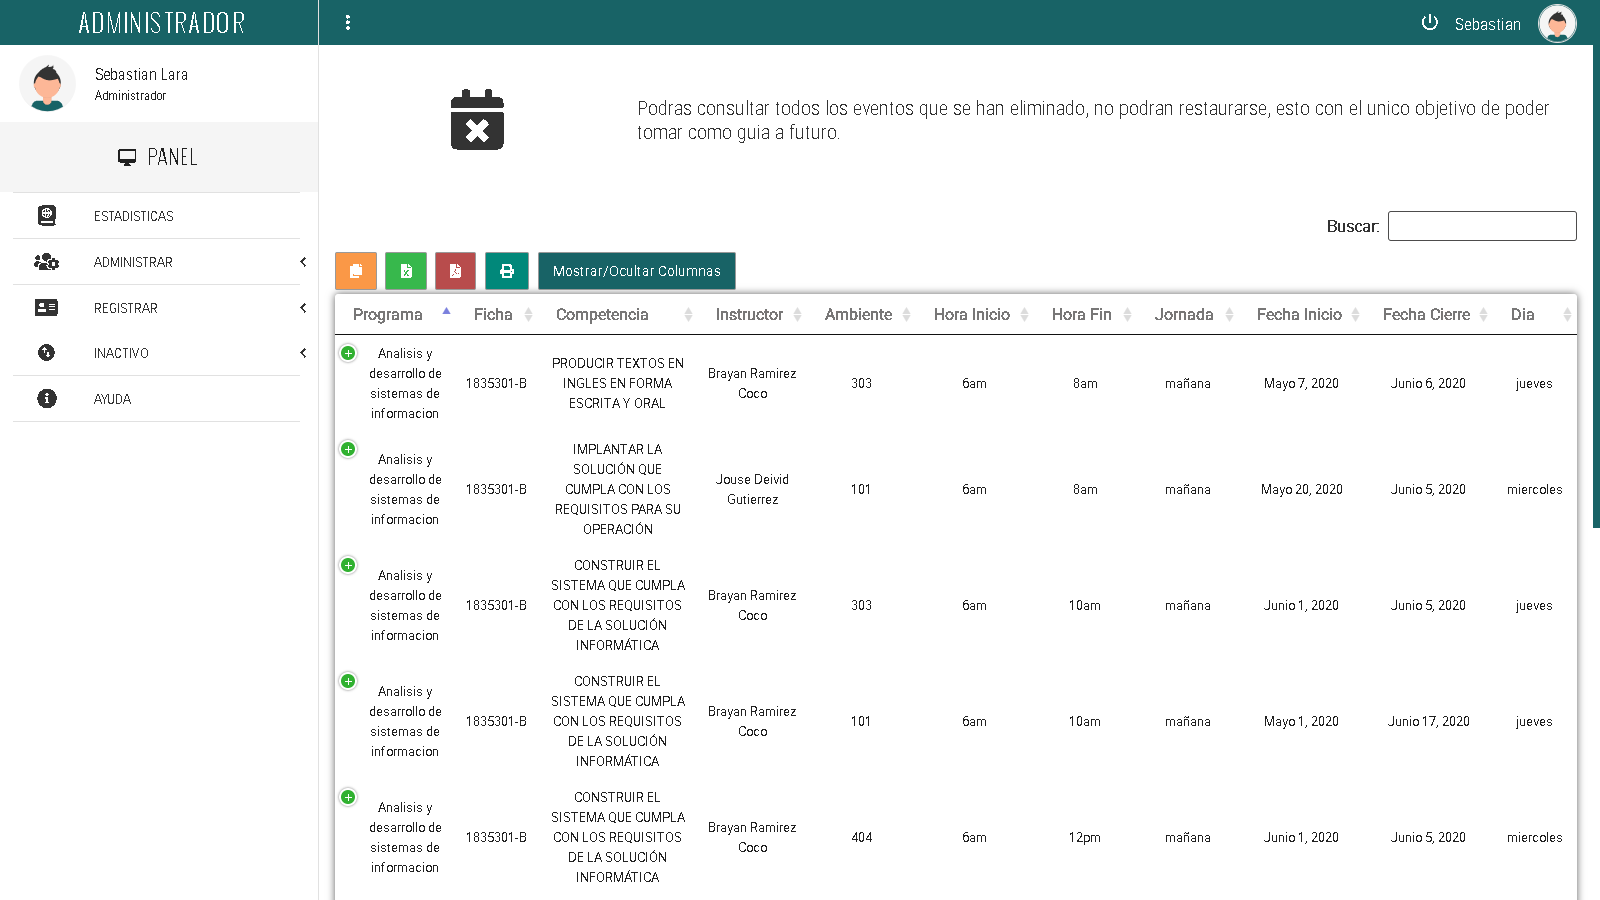 ADMINISTRADOR
Sebastian
Sebastian Lara
Administrador
PANEL
ESTADISTICAS
ADMINISTRAR
REGISTRAR
INACTIVO
AYUDA
Podras consultar todos los eventos que se han eliminado, no podran restaurarse, esto con el unico objetivo de poder
tomar como guia a futuro.
Buscar:
Mostrar/Ocultar Columnas
Programa Ficha Competencia Instructor Ambiente Hora Inicio Hora Fin Jornada Fecha Inicio Fecha Cierre Dia
Analisis y
desarrollo de
sistemas de
informacion
1835301-B
PRODUCIR TEXTOS EN
INGLES EN FORMA
ESCRITA Y ORAL
Brayan Ramirez
Coco
303 6am 8am mañana Mayo 7, 2020 Junio 6, 2020 jueves
Analisis y
desarrollo de
sistemas de
informacion
1835301-B
IMPLANTAR LA
SOLUCIÓN QUE
CUMPLA CON LOS
REQUISITOS PARA SU
OPERACIÓN
Jouse Deivid
Gutierrez
101 6am 8am mañana Mayo 20, 2020 Junio 5, 2020 miercoles
Analisis y
desarrollo de
sistemas de
informacion
1835301-B
CONSTRUIR EL
SISTEMA QUE CUMPLA
CON LOS REQUISITOS
DE LA SOLUCIÓN
INFORMÁTICA
Brayan Ramirez
Coco
303 6am 10am mañana Junio 1, 2020 Junio 5, 2020 jueves
Analisis y
desarrollo de
sistemas de
informacion
1835301-B
CONSTRUIR EL
SISTEMA QUE CUMPLA
CON LOS REQUISITOS
DE LA SOLUCIÓN
INFORMÁTICA
Brayan Ramirez
Coco
101 6am 10am mañana Mayo 1, 2020 Junio 17, 2020 jueves
Analisis y
desarrollo de
sistemas de
informacion
1835301-B
CONSTRUIR EL
SISTEMA QUE CUMPLA
CON LOS REQUISITOS
DE LA SOLUCIÓN
INFORMÁTICA
Brayan Ramirez
Coco
404 6am 12pm mañana Junio 1, 2020 Junio 5, 2020 miercoles